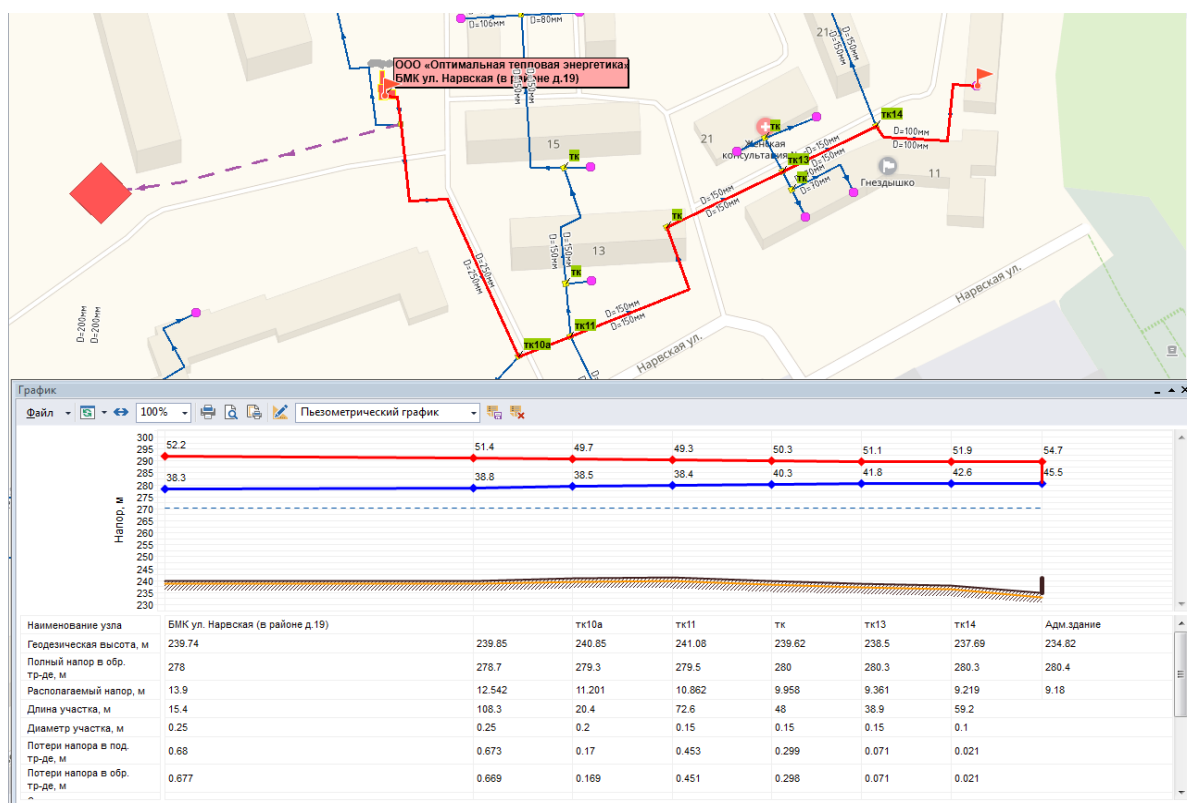 D=106мм
D=80мм
ООО «Оптимальная тепловая энергетика»
БМК ул. Нарвская (в районе д.19)
D=150мм
D=150мм
21
D=150мм
D=150мм
тк14
D=100мм
D=100мм
15
тк
21
тк
Женская
консультация
D=150мм
D=150мм
тк13
тк
D=10мм
Гнездышко
11
D=150мм
D=150мм
тк
13
D=150мм
D=150мм
тк
D=250мм
D=250мм
D=200мм
D=200мм
D=150мм
D=150мм
тк11
тк10а
Нарвская ул.
Нарвская ул.
График
Файл
100%
Пьезометрический график
Напор, м
300
295
290
285
280
275
270
265
260
255
250
245
240
235
230
52.2 51.4 49.7 49.3 50.3 51.1 51.9 54.7
38.3 38.8 38.5 38.4 40.3 41.8 42.6 45.5
Наименование узла БМК ул. Нарвская (в районе д.19) тк10а тк11 тк тк13 тк14 Адм.здание
Геодезическая высота, м 239.74 239.85 240.85 241.08 239.62 238.5 237.69 234.82
Полный напор в обр.
тр-де, м 278 278.7 279.3 279.5 280 280.3 280.3 280.4
Располагаемый напор, м 13.9 12.542 11.201 10.862 9.958 9.361 9.219 9.18
Длина участка, м 15.4 108.3 20.4 72.6 48 38.9 59.2
Диаметр участка, м 0.25 0.25 0.2 0.15 0.15 0.15 0.1
Потери напора в под.
тр-де, м 0.68 0.673 0.17 0.453 0.299 0.071 0.021
Потери напора в обр.
тр-де, м 0.677 0.669 0.169 0.451 0.298 0.071 0.021